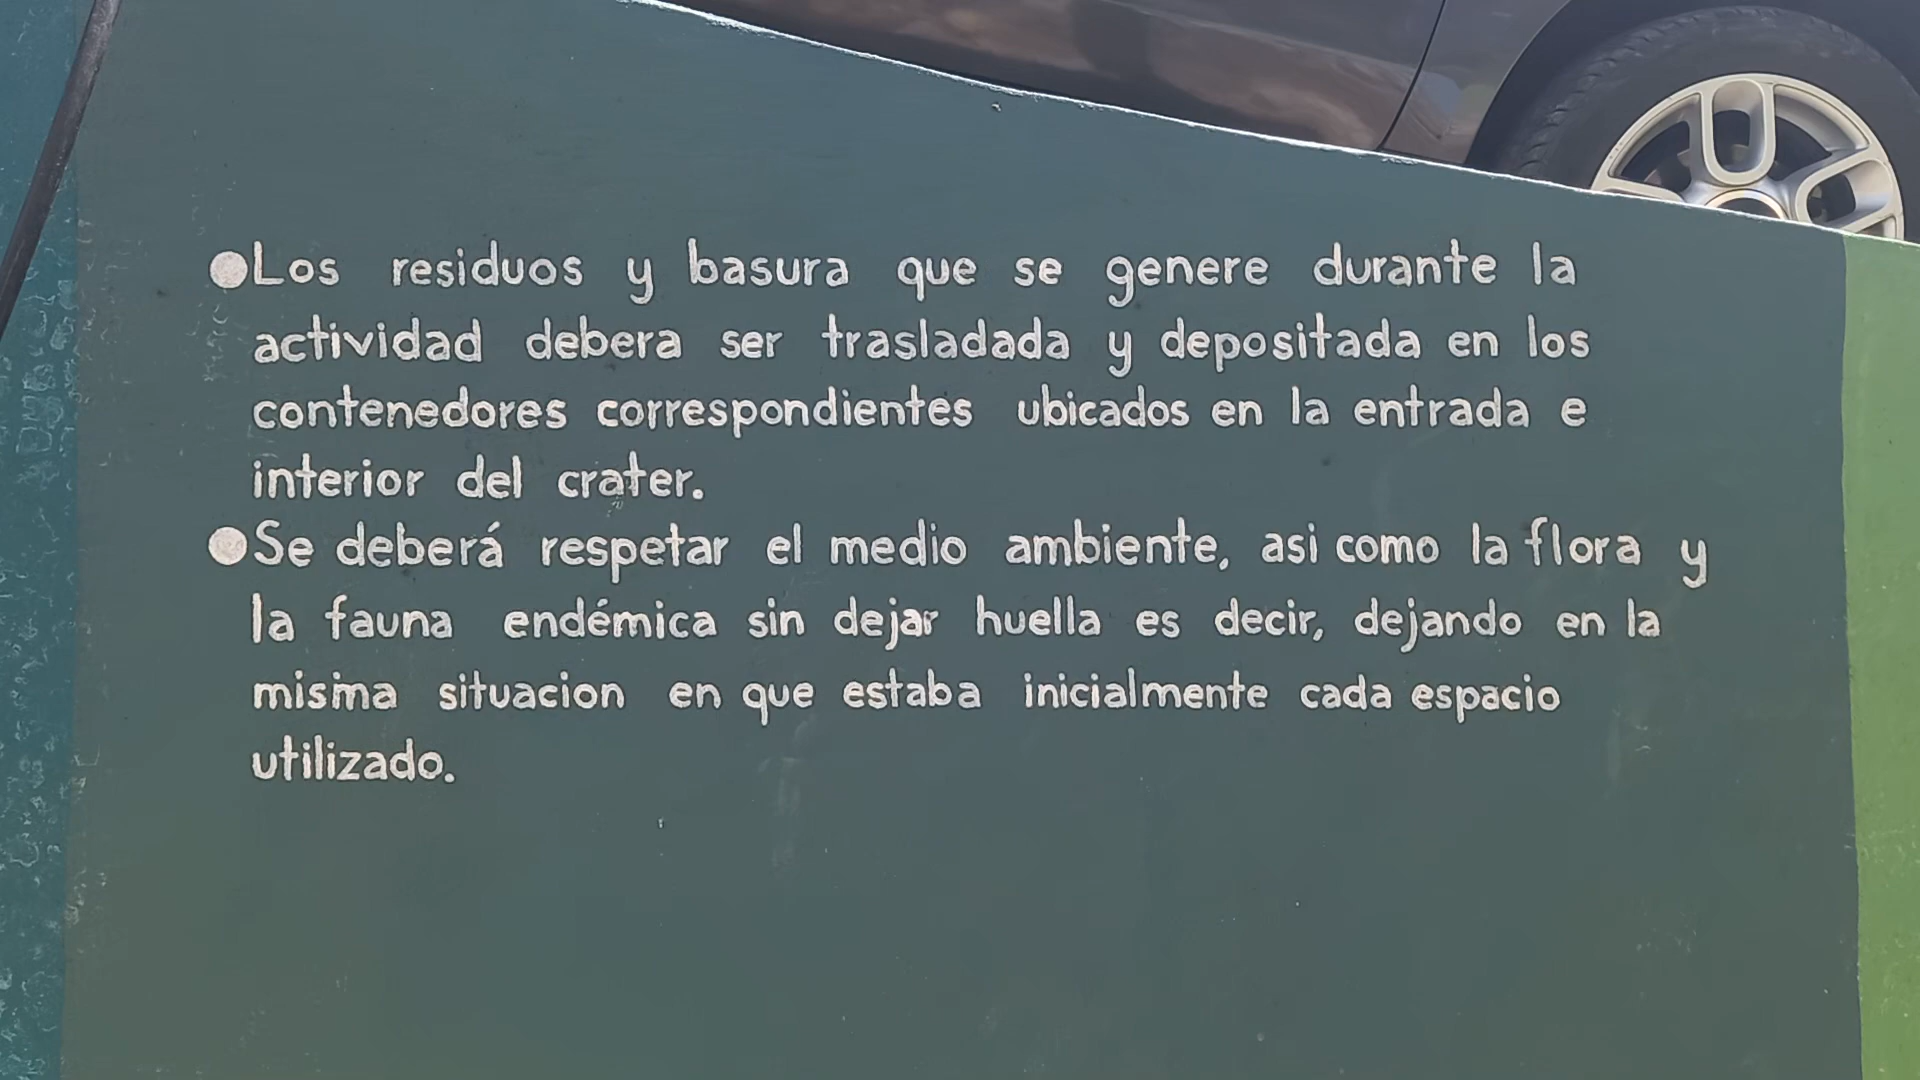 ●Los residuos y basura que se genere durante la
actividad debera ser trasladada y depositada en los
contenedores correspondientes ubicados en la entrada e
interior del crater.
●Se deberá respetar el medio ambiente, asi como la flora y
la fauna endémica sin dejar huella es decir, dejando en la
misma situacion en que estaba inicialmente cada espacio
utilizado.